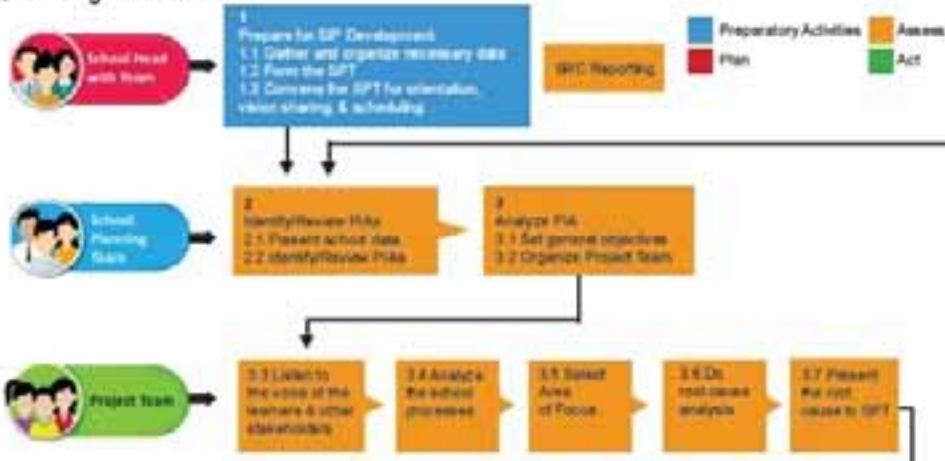 School Head
with Team
1
Prepare for SIP Development
1.1 Gather and organize necessary data
1.2 Form the SPT
1.3 Convene the SPT for orientation,
vision sharing, & scheduling
SRC Reporting
Preparatory Activities
Assess
Plan
Act
School
Planning
Team
2
Identify/Review PIAs
2.1 Present school data
2.2 Identify/Review PIAs
3
Analyze PIA
3.1 Set general objectives
3.2 Organize Project Team
Project Team
3.3 Listen to
the voice of the
learners & other
stakeholders
3.4 Analyze
the school
processes
3.5 Select
Area
of Focus
3.6 Do
root cause
analysis
3.7 Present
the root
cause to SPT